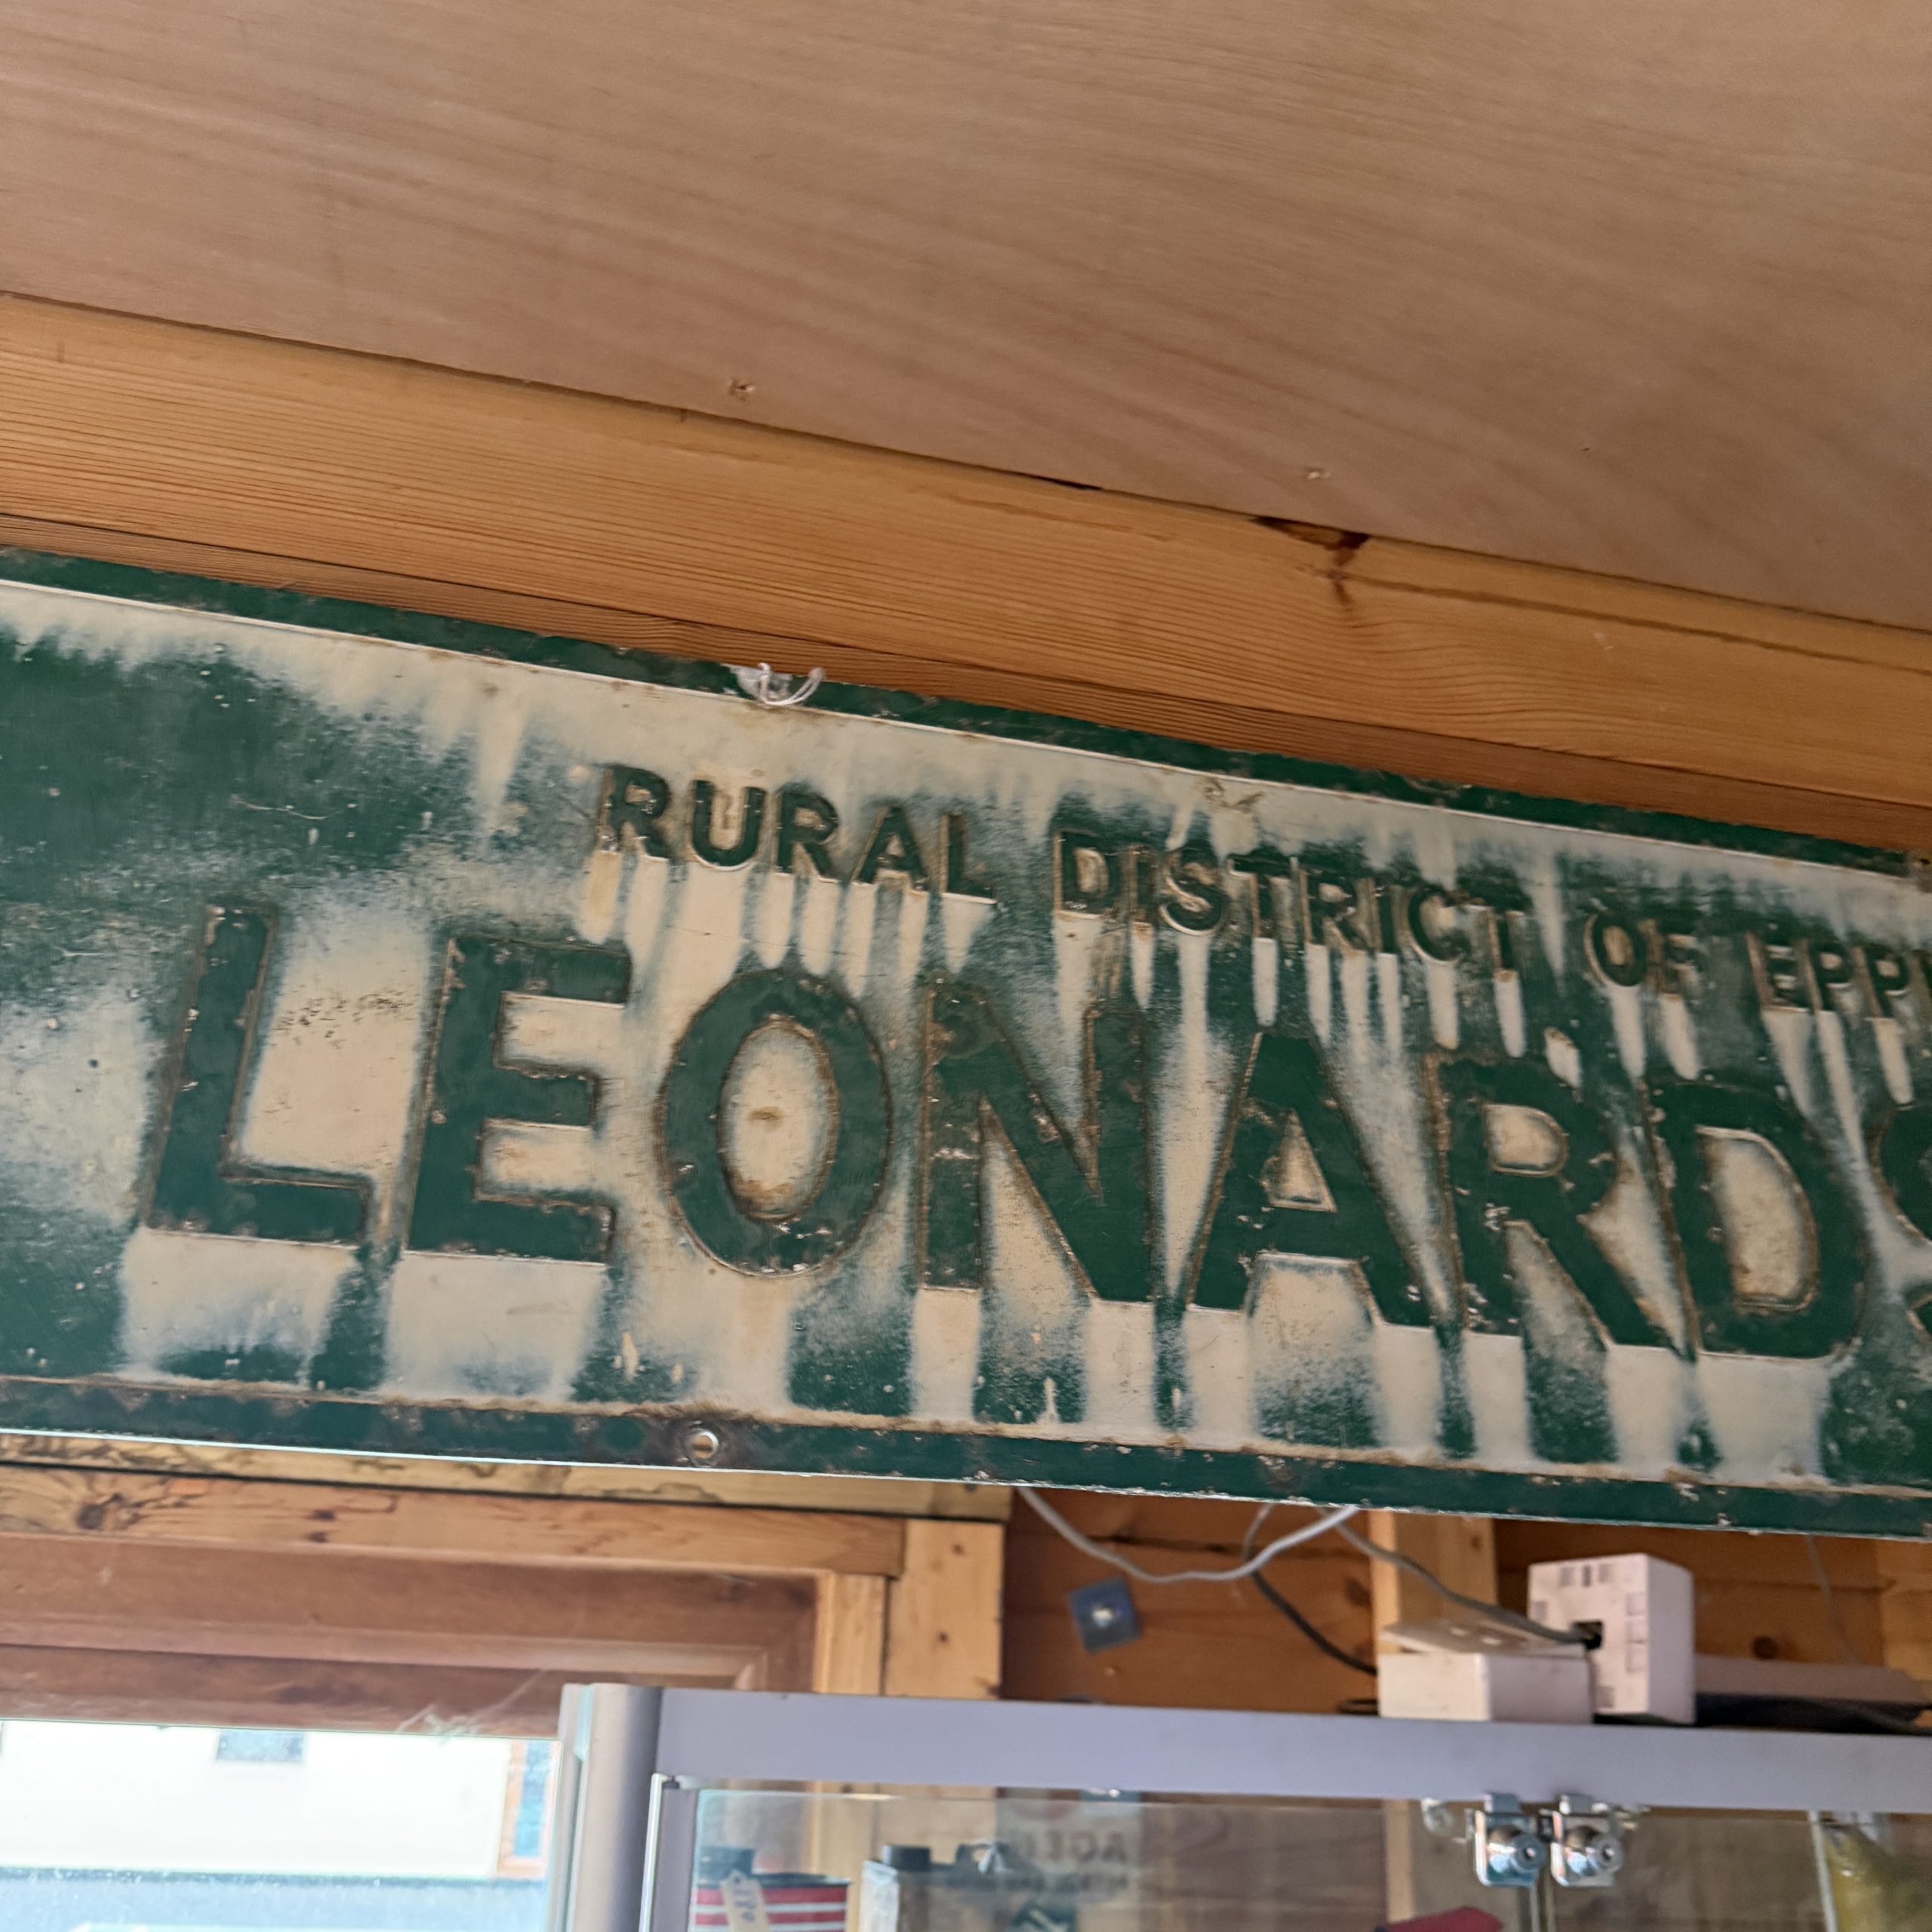 RURAL DISTRICT OF EPP
LEONARDS